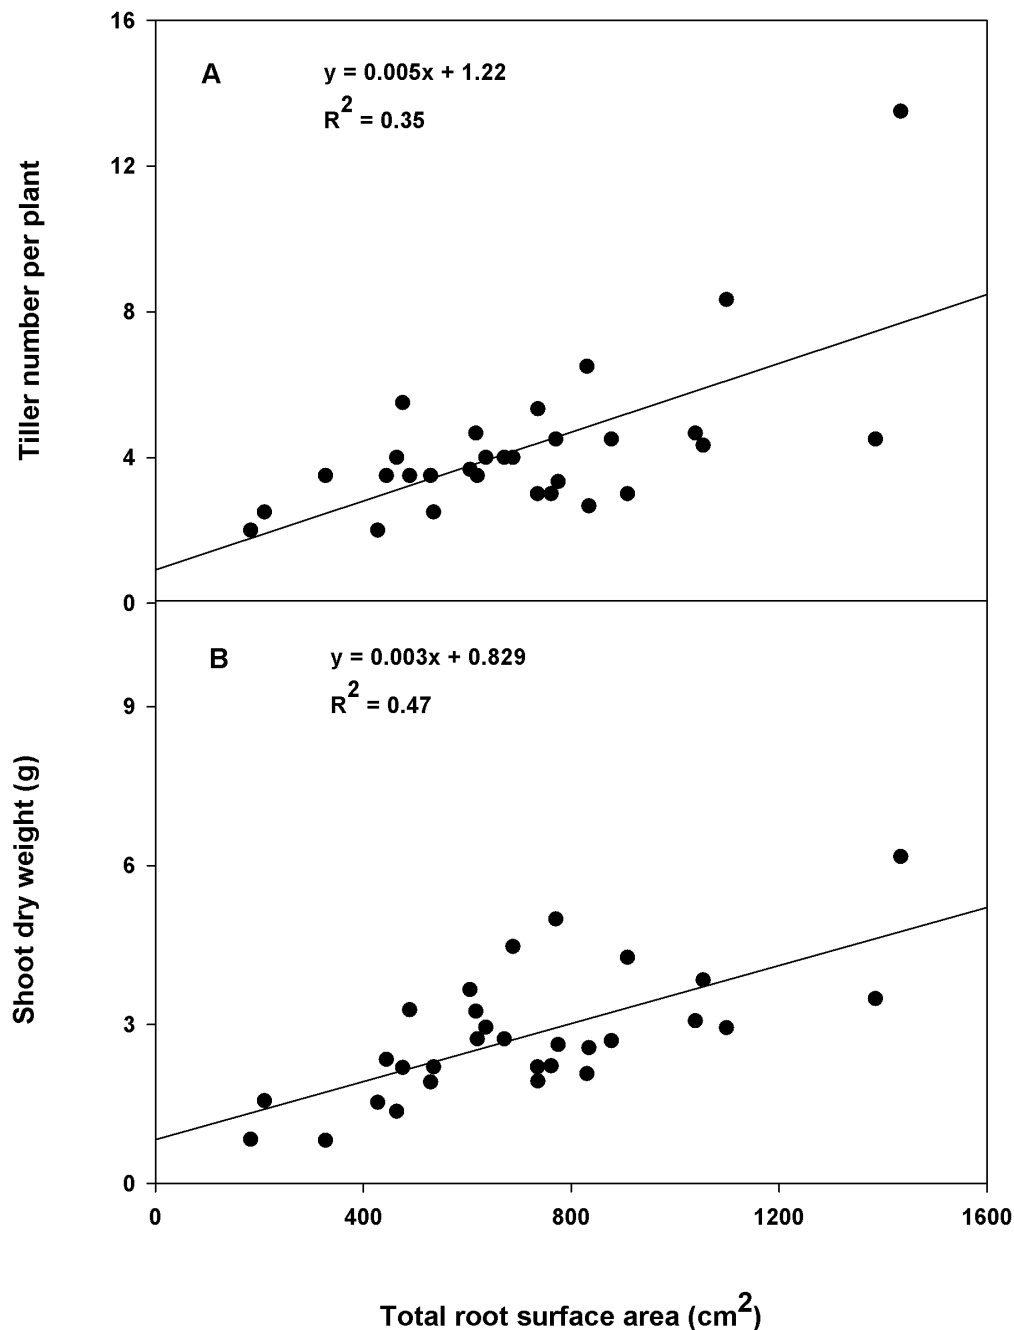 16
A
y = 0.005x + 1.22
R2 = 0.35
12
8
4
0
Tiller number per plant
B
y = 0.003x + 0.829
R2 = 0.47
9
6
3
0
Shoot dry weight (g)
0 400 800 1200 1600
Total root surface area (cm2)